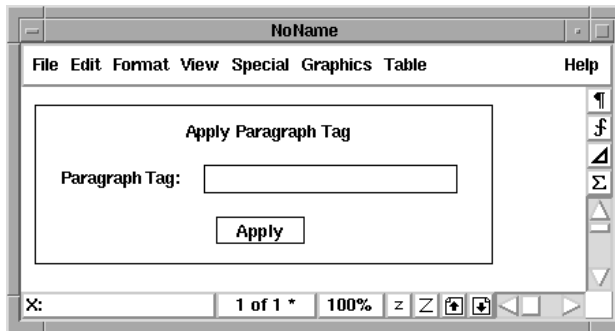 NoName
File Edit Format View Special Graphics Table Help
¶
Apply Paragraph Tag
Paragraph Tag:
Σ
Apply
X: 1 of 1 * 100% z Z